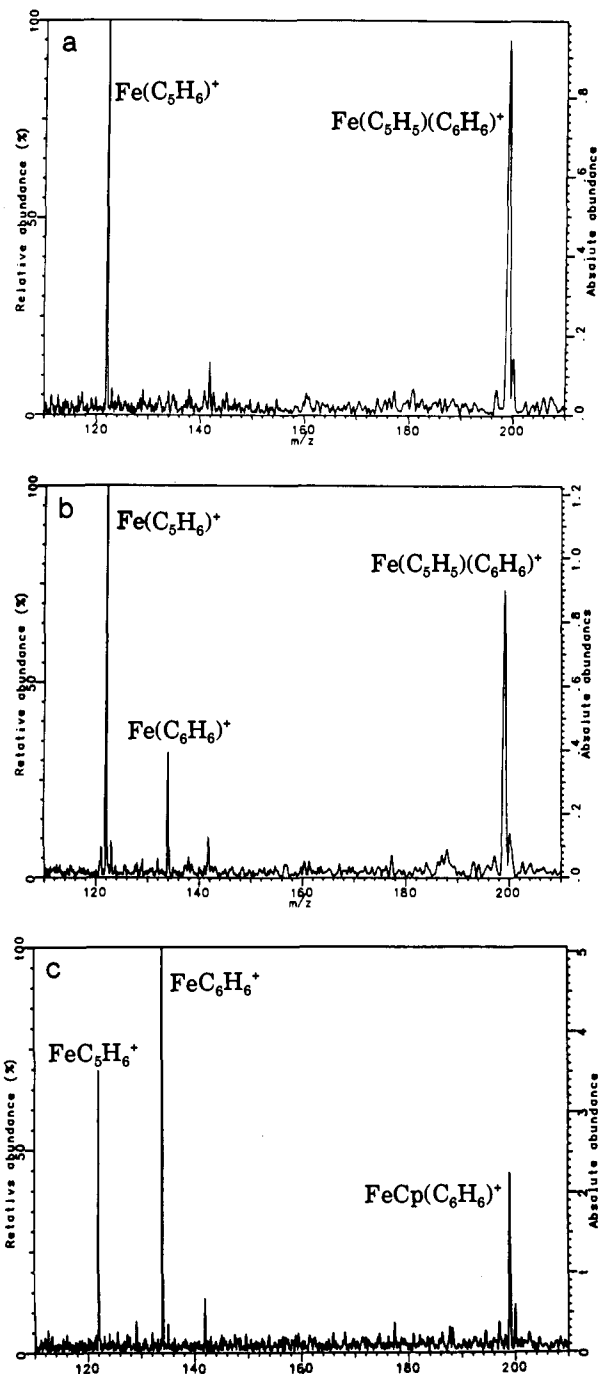 a
100
50
0
Relative abundance (%)
Fe(C₅H₆)⁺
Fe(C₅H₅)(C₆H₆)⁺
.8
.6
.4
.2
0
Absolute abundance
120 140 160 180 200
m/z
b
100
50
0
Relative abundance (%)
Fe(C₅H₆)⁺
Fe(C₆H₆)⁺
Fe(C₅H₅)(C₆H₆)⁺
1.2
1.0
.8
.6
.4
.2
.0
Absolute abundance
120 140 160 180 200
m/z
c
100
50
0
Relative abundance (%)
FeC₅H₆⁺
FeC₆H₆⁺
FeCp(C₆H₆)⁺
5
4
3
2
1
0
Absolute abundance
120 140 160 180 200